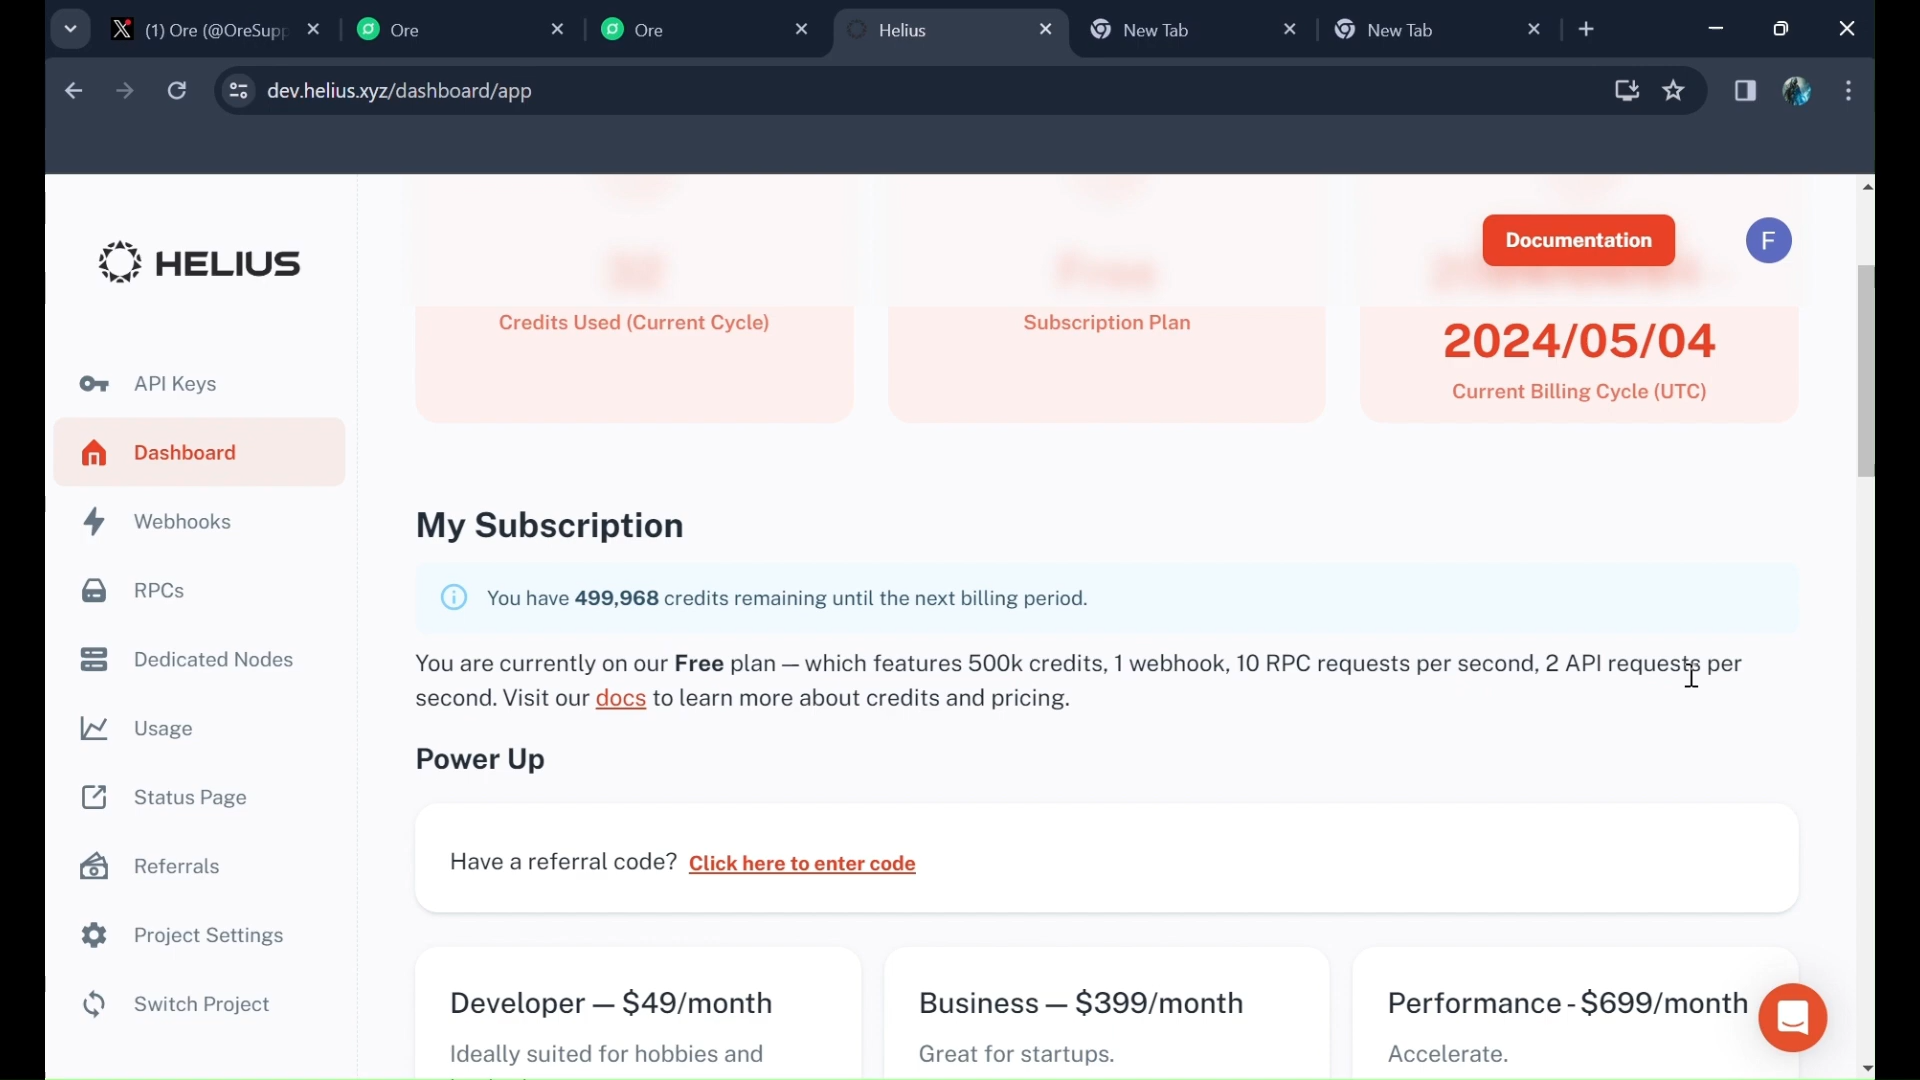 (1) Ore (@OreSupp
Ore
Ore
Helius
New Tab
New Tab
dev.helius.xyz/dashboard/app
HELIUS
Documentation
F
API Keys
Dashboard
Webhooks
RPCs
Dedicated Nodes
Usage
Status Page
Referrals
Project Settings
Switch Project
Credits Used (Current Cycle)
Free
Subscription Plan
2024/05/04
Current Billing Cycle (UTC)
My Subscription
You have 499,968 credits remaining until the next billing period.
You are currently on our Free plan — which features 500k credits, 1 webhook, 10 RPC requests per second, 2 API requests per
second. Visit our docs to learn more about credits and pricing.
Power Up
Have a referral code? Click here to enter code
Developer — $49/month
Ideally suited for hobbies and
Business — $399/month
Great for startups.
Performance - $699/month
Accelerate.